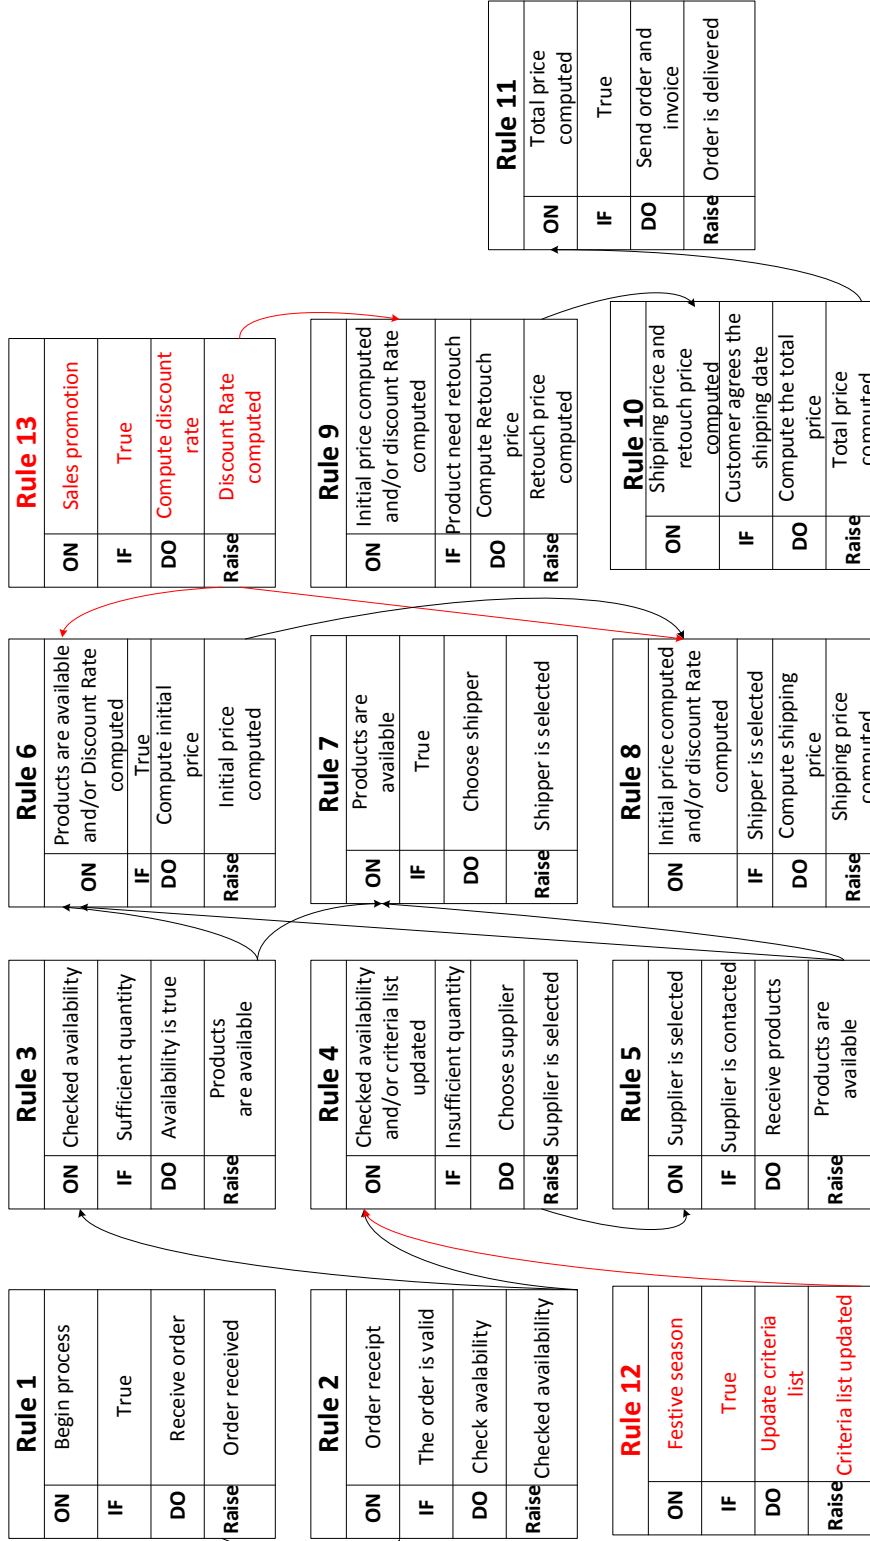 Rule 1
ON
Begin process
IF
True
DO
Receive order
Raise
Order received
Rule 2
ON
Order receipt
IF
The order is valid
DO
Check avalability
Raise
Checked availability
Rule 12
ON
Festive season
IF
True
DO
Update criteria
list
Raise
Criteria list updated
Rule 3
ON
Checked availability
IF
Sufficient quantity
DO
Availability is true
Raise
Products
are available
Rule 4
ON
Checked availability
and/or criteria list
updated
IF
Insufficient quantity
DO
Choose supplier
Raise
Supplier is selected
Rule 5
ON
Supplier is selected
IF
Supplier is contacted
DO
Receive products
Raise
Products are
available
Rule 6
ON
Products are available
and/or Discount Rate
computed
IF
True
DO
Compute initial
price
Raise
Initial price
computed
Rule 7
ON
Products are
available
IF
True
DO
Choose shipper
Raise
Shipper is selected
Rule 8
ON
Initial price computed
and/or discount Rate
computed
IF
Shipper is selected
DO
Compute shipping
price
Raise
Shipping price
computed
Rule 13
ON
Sales promotion
IF
True
DO
Compute discount
rate
Raise
Discount Rate
computed
Rule 9
ON
Initial price computed
and/or discount Rate
computed
IF
Product need retouch
DO
Compute Retouch
price
Raise
Retouch price
computed
Rule 10
ON
Shipping price and
retouch price
computed
IF
Customer agrees the
shipping date
DO
Compute the total
price
Raise
Total price
computed
Rule 11
ON
Total price
computed
IF
True
DO
Send order and
invoice
Raise
Order is delivered